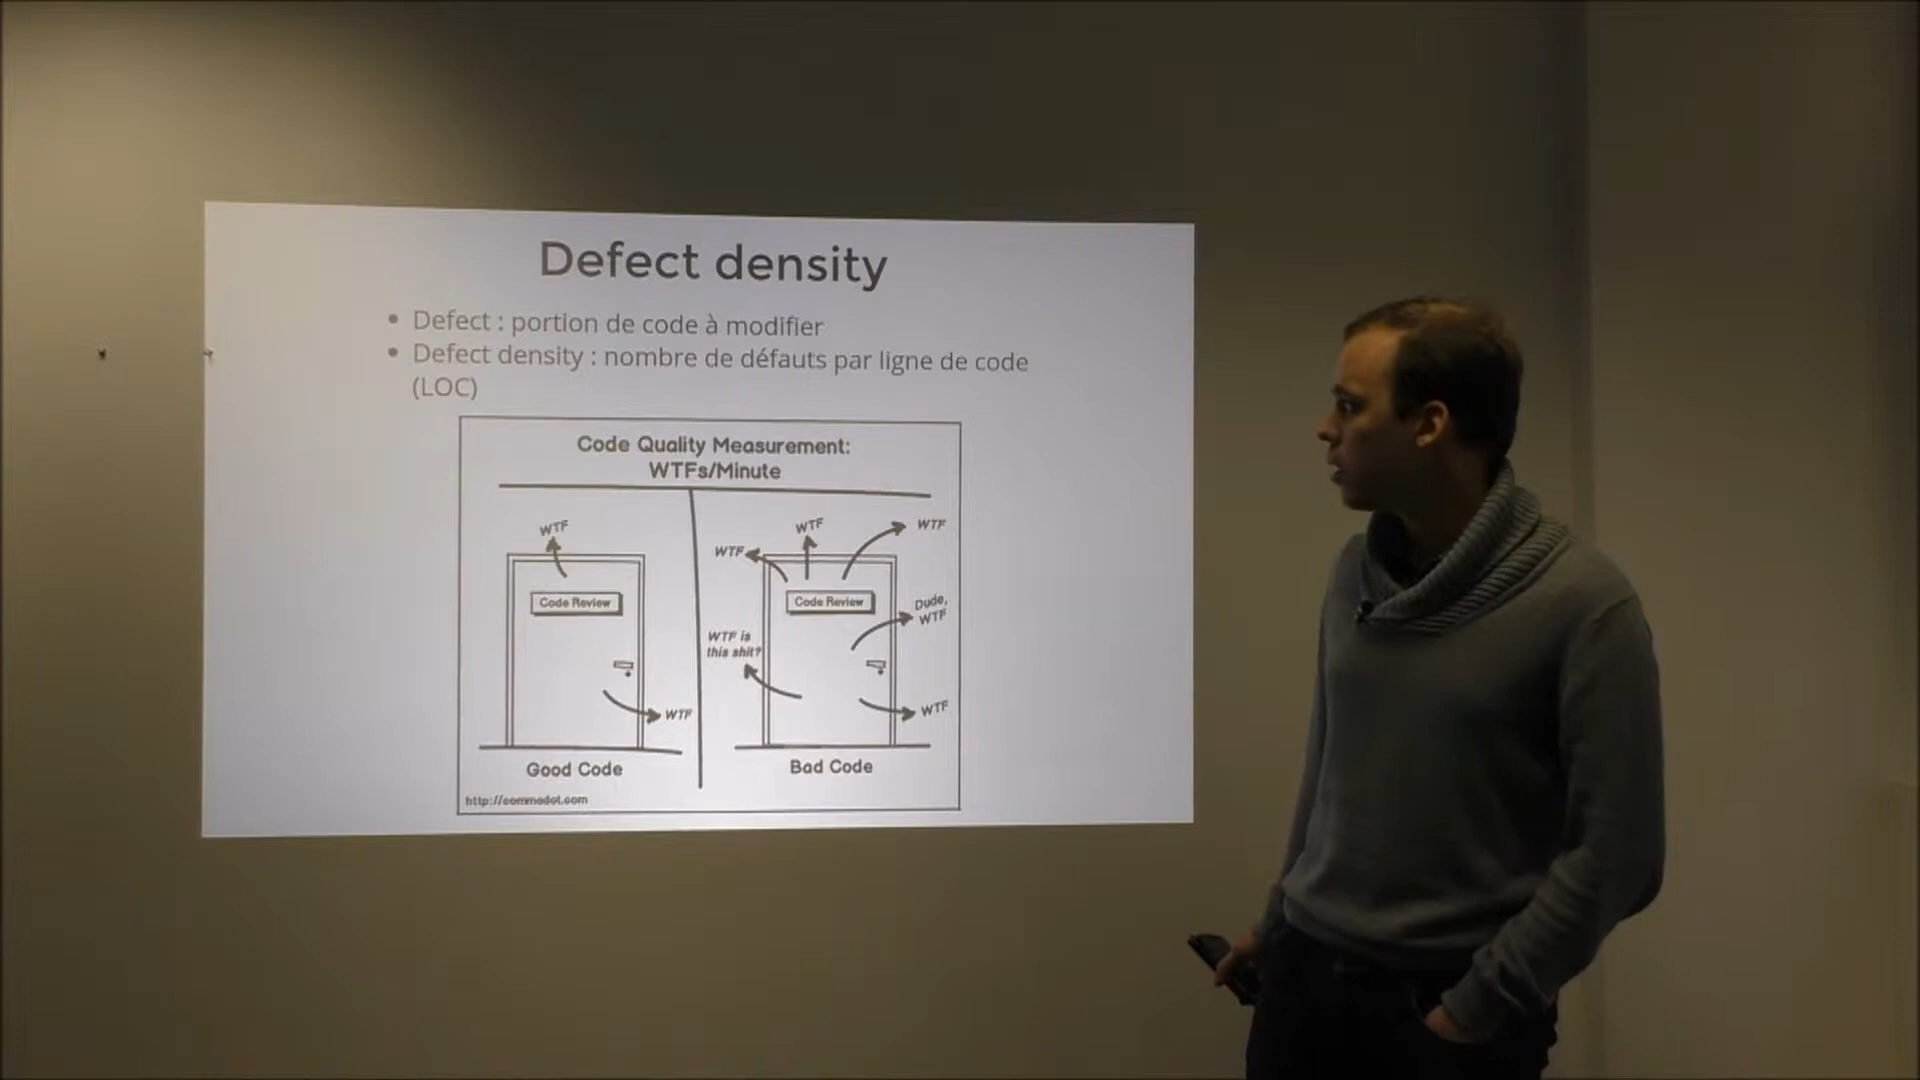 Defect density
• Defect : portion de code à modifier
• Defect density : nombre de défauts par ligne de code
(LOC)
Code Quality Measurement:
WTFs/Minute
WTF
Code Review
WTF
Good Code
WTF
WTF
WTF
Code Review
Dude,
WTF
WTF is
this shit?
WTF
Bad Code
http://commadot.com